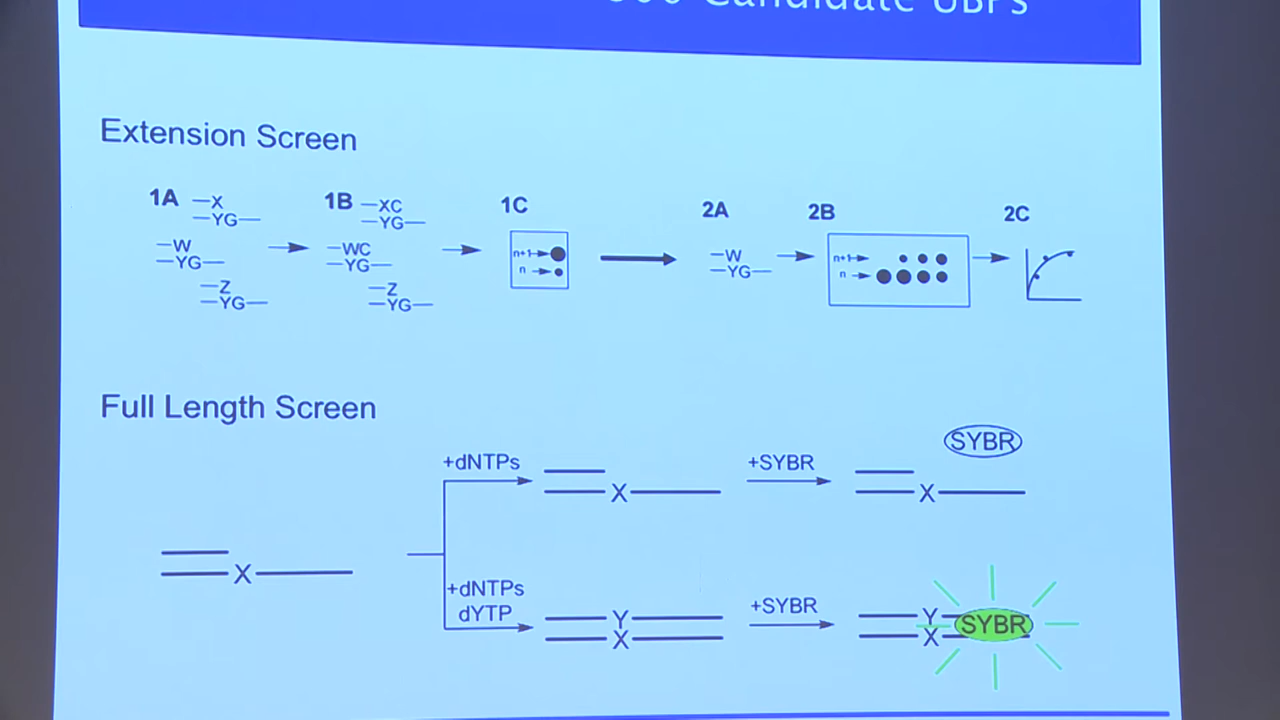 Candidate UBPs
Extension Screen
1A –X
–YG–
–W
–YG–
–Z
–YG–
1B –XC
–YG–
–WC
–YG–
–Z
–YG–
1C
n+1
n
2A
–W
–YG–
2B
n+1
n
2C
Full Length Screen
X
+dNTPs
X
+SYBR
X
SYBR
+dNTPs
dYTP
Y
X
+SYBR
Y
X
SYBR